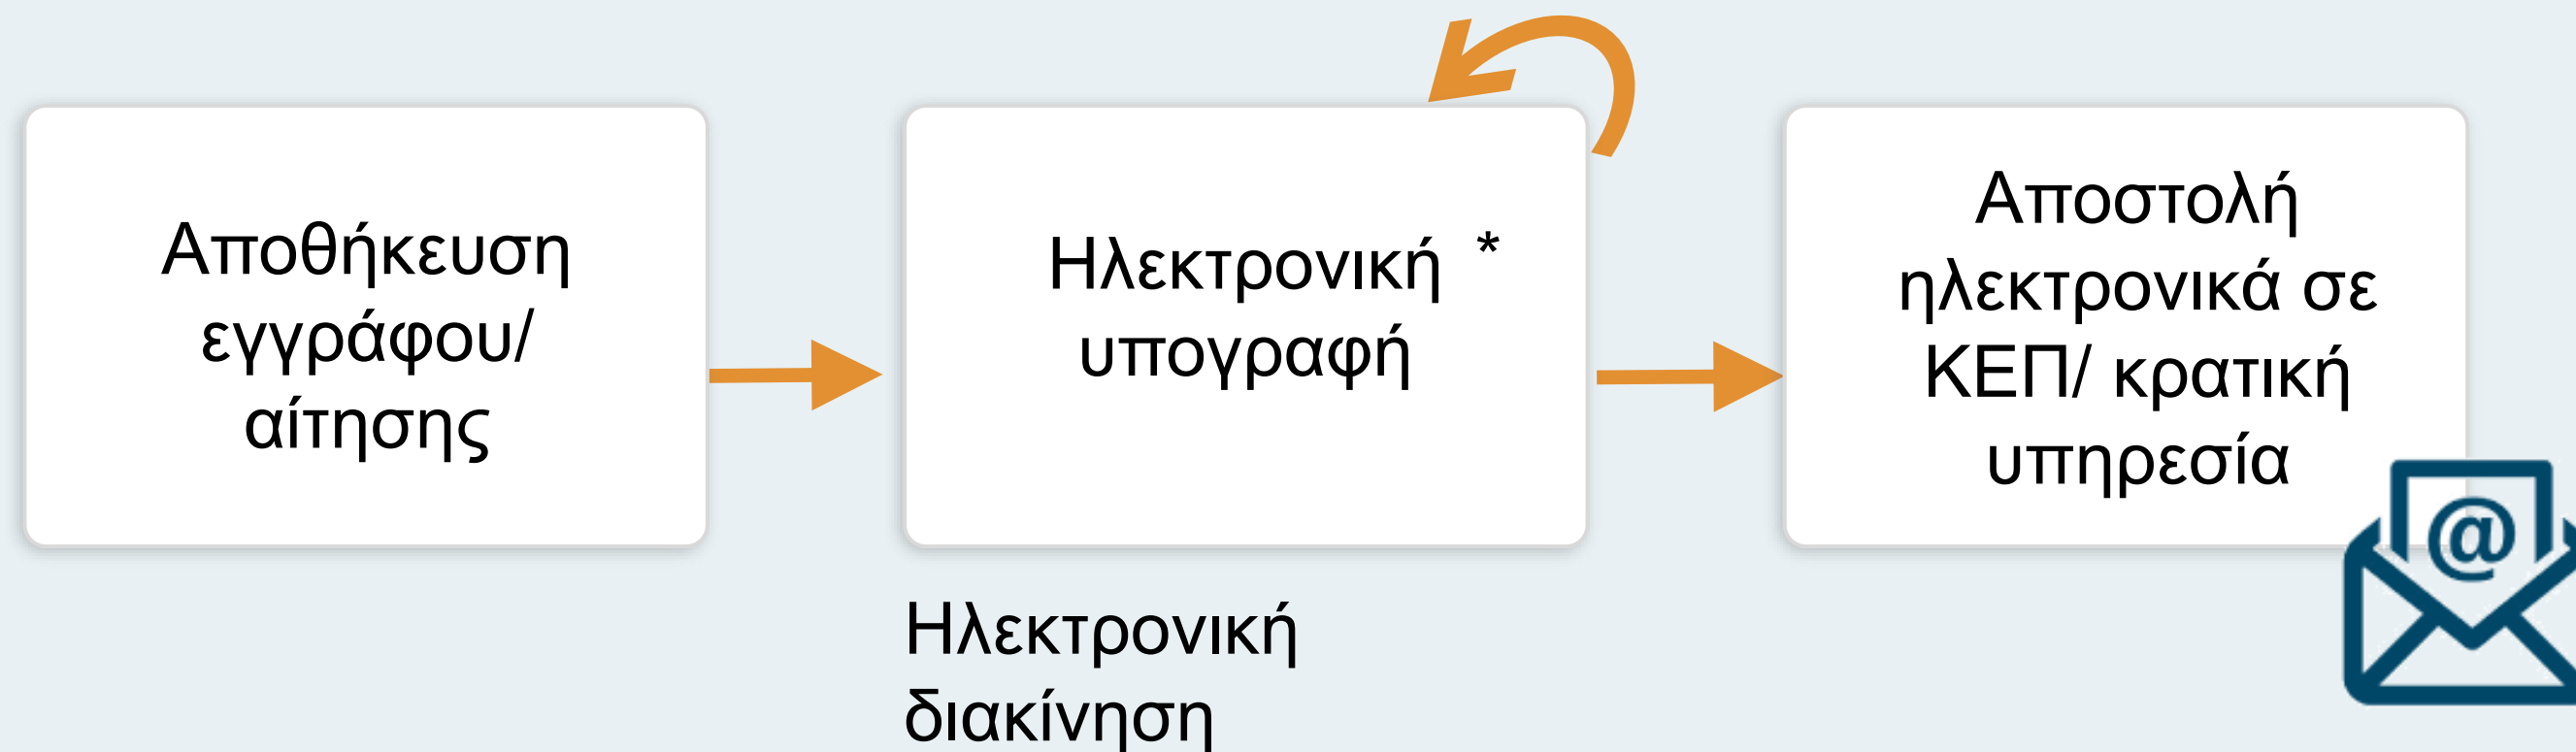 Αποθήκευση
εγγράφου/
αίτησης
Ηλεκτρονική *
υπογραφή
Αποστολή
ηλεκτρονικά σε
ΚΕΠ/ κρατική
υπηρεσία
@
Ηλεκτρονική
διακίνηση